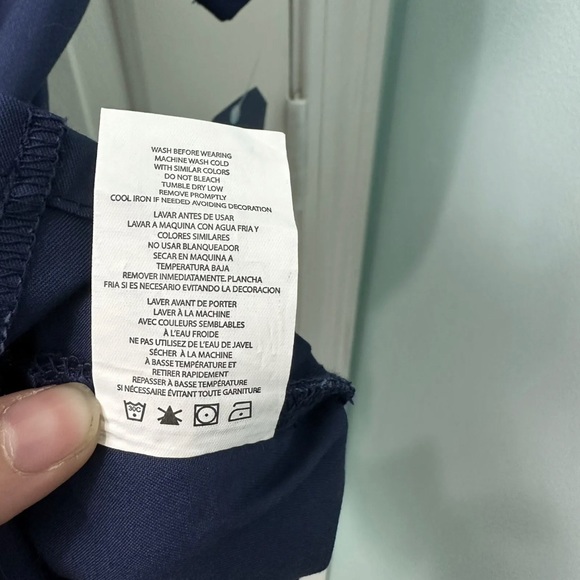 WASH BEFORE WEARING
MACHINE WASH COLD
WITH SIMILAR COLORS
DO NOT BLEACH
TUMBLE DRY LOW
REMOVE PROMPTLY
COOL IRON IF NEEDED AVOIDING DECORATION
LAVAR ANTES DE USAR
LAVAR A MAQUINA CON AGUA FRIA Y
COLORES SIMILARES
NO USAR BLANQUEADOR
SECAR EN MAQUINA A
TEMPERATURA BAJA
REMOVER INMEDIATAMENTE. PLANCHA
FRIA SI ES NECESARIO EVITANDO LA DECORACION
LAVER AVANT DE PORTER
LAVER À LA MACHINE
AVEC COULEURS SEMBLABLES
À L'EAU FROIDE
NE PAS UTILISEZ DE L'EAU DE JAVEL
SÉCHER À LA MACHINE
À BASSE TEMPÉRATURE ET
RETIRER RAPIDEMENT
REPASSER À BASSE TEMPÉRATURE
SI NÉCESSAIRE ÉVITANT TOUTE GARNITURE
30C